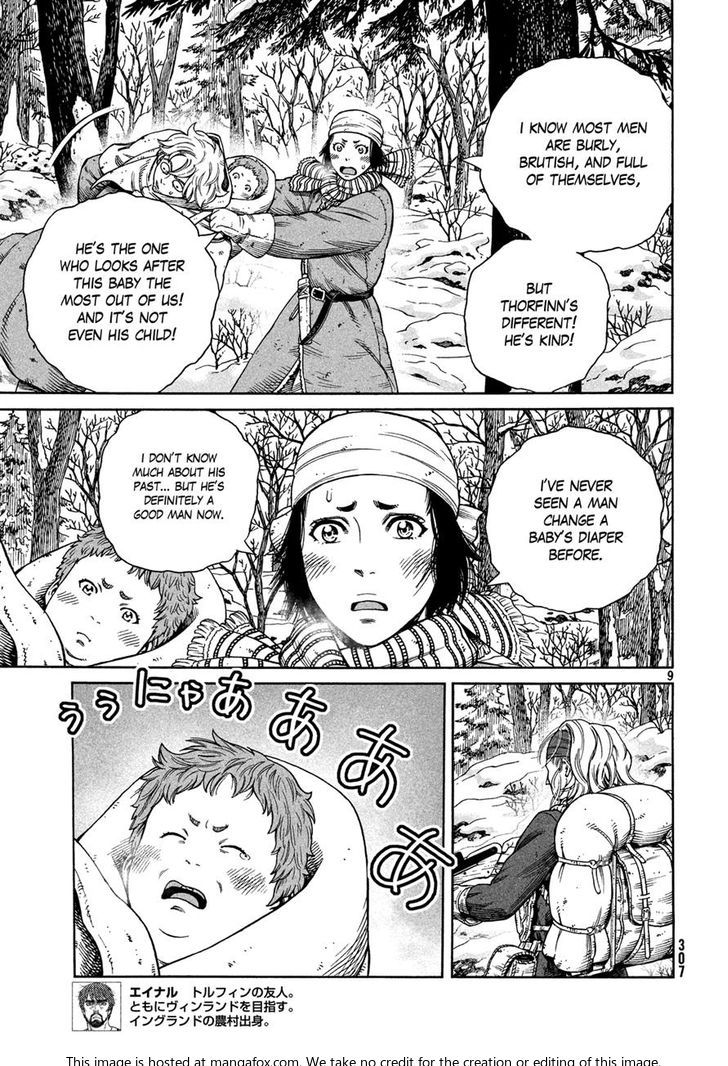 I KNOW MOST MEN
ARE BURLY,
BRUTISH, AND FULL
OF THEMSELVES,
BUT
THORFINN'S
DIFFERENT!
HE'S KIND!
HE'S THE ONE
WHO LOOKS AFTER
THIS BABY THE
MOST OUT OF US!
AND IT'S NOT
EVEN HIS CHILD!
I'VE NEVER
SEEN A MAN
CHANGE A
BABY'S DIAPER
BEFORE.
I DON'T KNOW
MUCH ABOUT HIS
PAST... BUT HE'S
DEFINITELY A
GOOD MAN NOW.
9
307
うぅにゃあああああ
エイナル トルフィンの友人。
ともにヴィンランドを目指す。
イングランドの農村出身。
This image is hosted at mangafox.com. We take no credit for the creation or editing of this image.